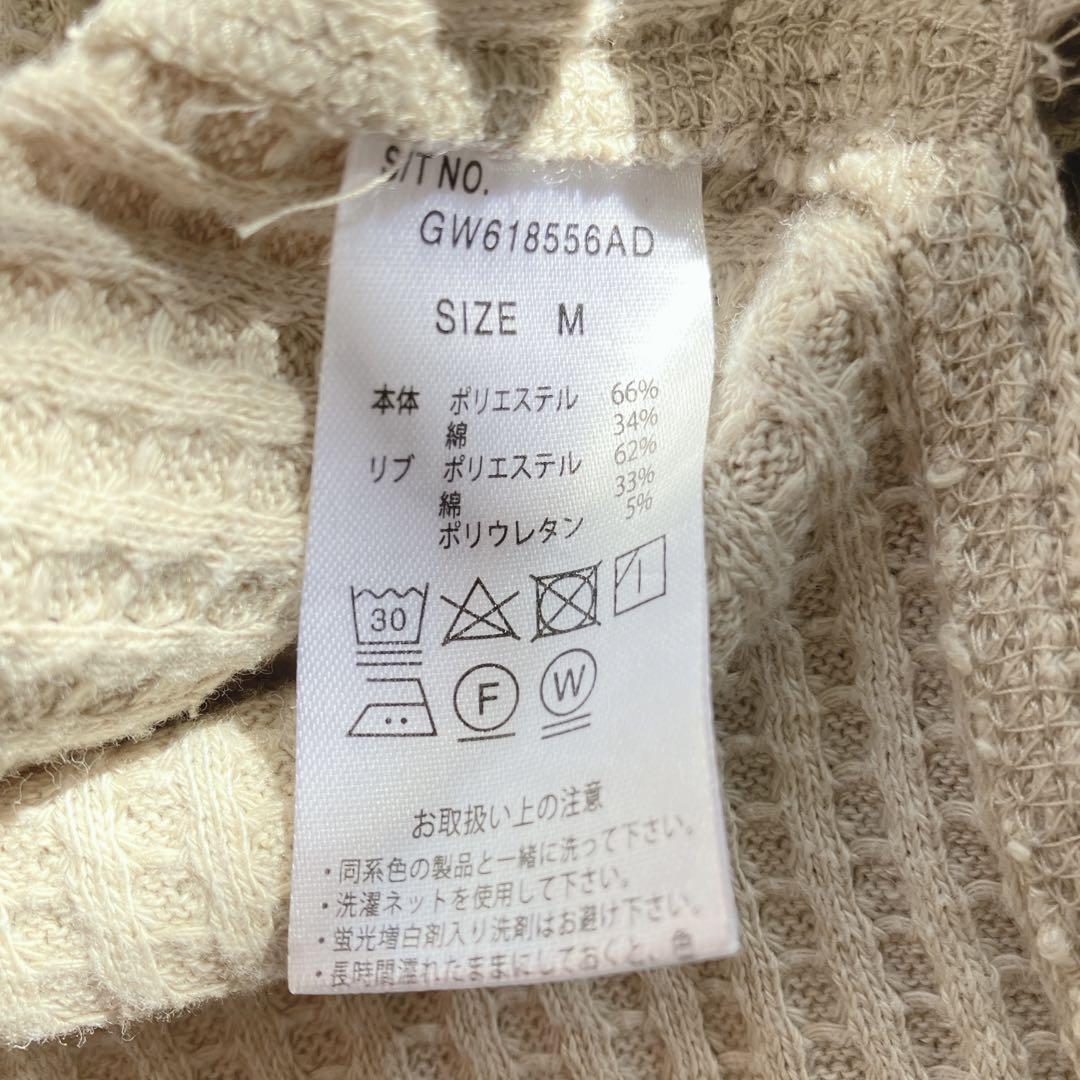 S/T NO.
GW618556AD
SIZE M
本体 ポリエステル 66%
綿 34%
リブ ポリエステル 62%
綿 33%
ポリウレタン 5%
30
F W
お取扱い上の注意
・同系色の製品と一緒に洗って下さい。
・洗濯ネットを使用して下さい。
・蛍光増白剤入り洗剤はお避け下さい。
・長時間濡れたままにしておくと、色